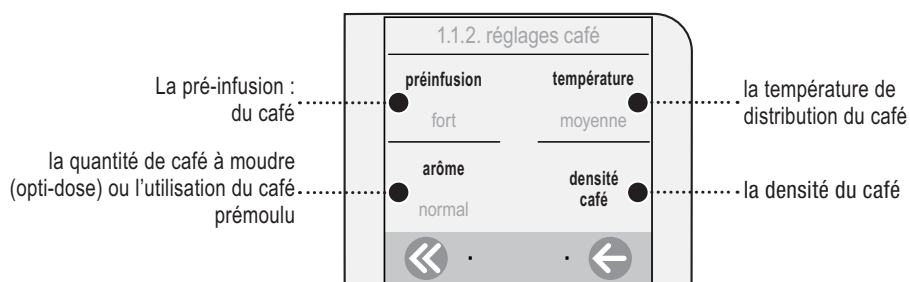 1.1.2. réglages café
La pré-infusion :
du café
préinfusion
fort
température
moyenne
la température de
distribution du café
la quantité de café à moudre
(opti-dose) ou l’utilisation du café
prémoulu
arôme
normal
densité
café
la densité du café